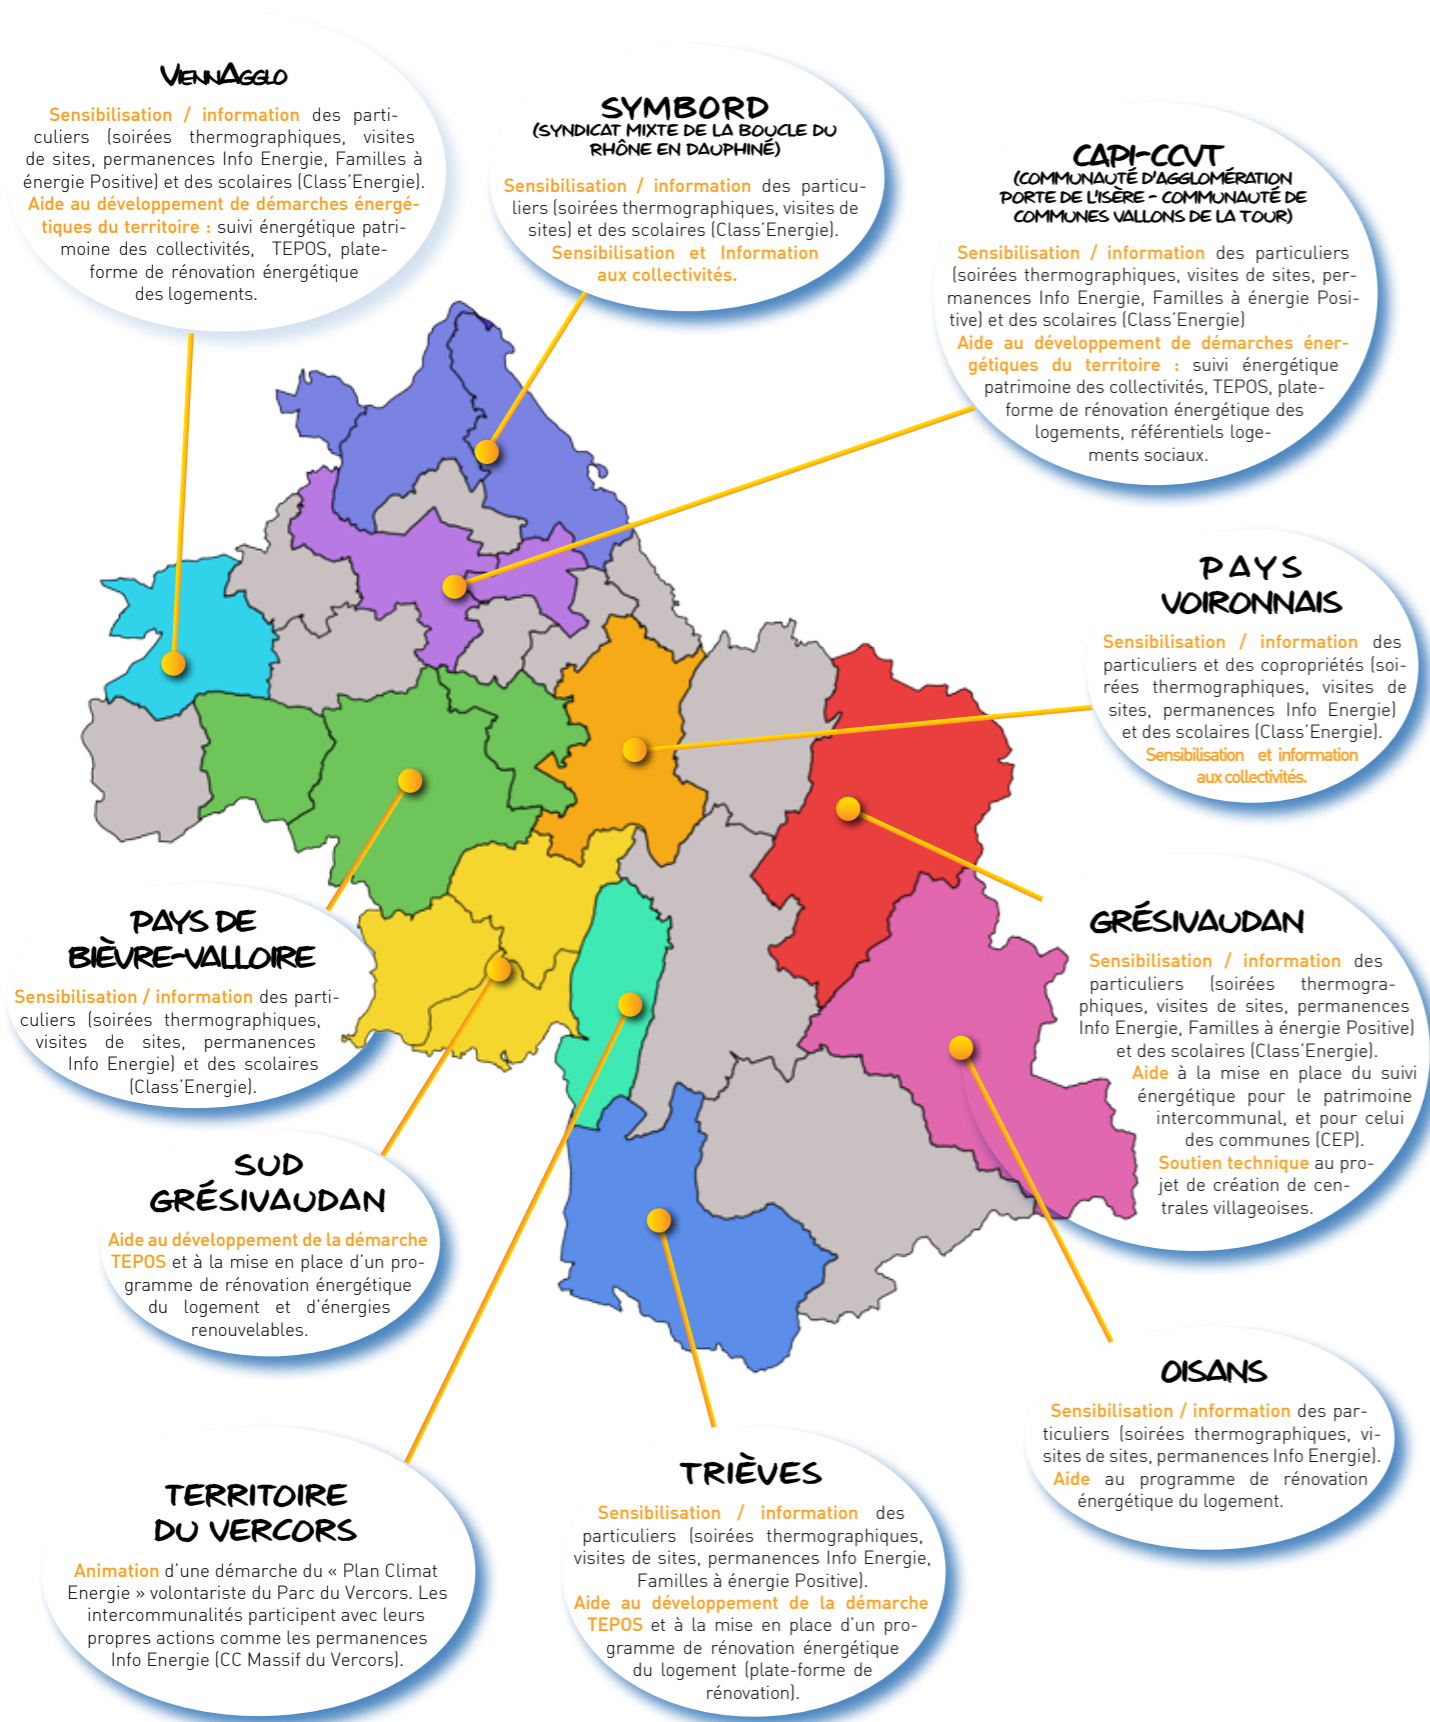 ViennAgglo
Sensibilisation / information des parti-
culiers (soirées thermographiques, visites
de sites, permanences Info Energie, Familles à
énergie Positive) et des scolaires (Class'Energie).
Aide au développement de démarches énergé-
tiques du territoire : suivi énergétique patri-
moine des collectivités, TEPOS, plate-
forme de rénovation énergétique
des logements.
SYMBORD
(SYNDICAT MIXTE DE LA BOUCLE DU
RHÔNE EN DAUPHINÉ)
Sensibilisation / information des particu-
liers (soirées thermographiques, visites de
sites) et des scolaires (Class'Energie).
Sensibilisation et Information
aux collectivités.
CAPI-CCVT
(COMMUNAUTÉ D'AGGLOMÉRATION
PORTE DE L'ISÈRE - COMMUNAUTÉ DE
COMMUNES VALLONS DE LA TOUR)
Sensibilisation / information des particuliers
(soirées thermographiques, visites de sites, per-
manences Info Energie, Familles à énergie Posi-
tive) et des scolaires (Class'Energie)
Aide au développement de démarches éner-
gétiques du territoire : suivi énergétique
patrimoine des collectivités, TEPOS, plate-
forme de rénovation énergétique des
logements, référentiels loge-
ments sociaux.
PAYS
VOIRONNAIS
Sensibilisation / information des
particuliers et des copropriétés (soi-
rées thermographiques, visites de
sites, permanences Info Energie)
et des scolaires (Class'Energie).
Sensibilisation et information
aux collectivités.
PAYS DE
BIÈVRE-VALLOIRE
Sensibilisation / information des parti-
culiers (soirées thermographiques,
visites de sites, permanences
Info Energie) et des scolaires
(Class'Energie).
GRÉSIVAUDAN
Sensibilisation / information des
particuliers (soirées thermogra-
phiques, visites de sites, permanences
Info Energie, Familles à énergie Positive)
et des scolaires (Class'Energie).
Aide à la mise en place du suivi
énergétique pour le patrimoine
intercommunal, et pour celui
des communes (CEP).
Soutien technique au pro-
jet de création de cen-
trales villageoises.
SUD
GRÉSIVAUDAN
Aide au développement de la démarche
TEPOS et à la mise en place d'un pro-
gramme de rénovation énergétique
du logement et d'énergies
renouvelables.
OISANS
Sensibilisation / information des par-
ticuliers (soirées thermographiques, vi-
sites de sites, permanences Info Energie).
Aide au programme de rénovation
énergétique du logement.
TERRITOIRE
DU VERCORS
Animation d'une démarche du « Plan Climat
Energie » volontariste du Parc du Vercors. Les
intercommunalités participent avec leurs
propres actions comme les permanences
Info Energie (CC Massif du Vercors).
TRIÈVES
Sensibilisation / information des
particuliers (soirées thermographiques,
visites de sites, permanences Info Energie,
Familles à énergie Positive).
Aide au développement de la démarche
TEPOS et à la mise en place d'un pro-
gramme de rénovation énergétique
du logement (plate-forme de
rénovation).